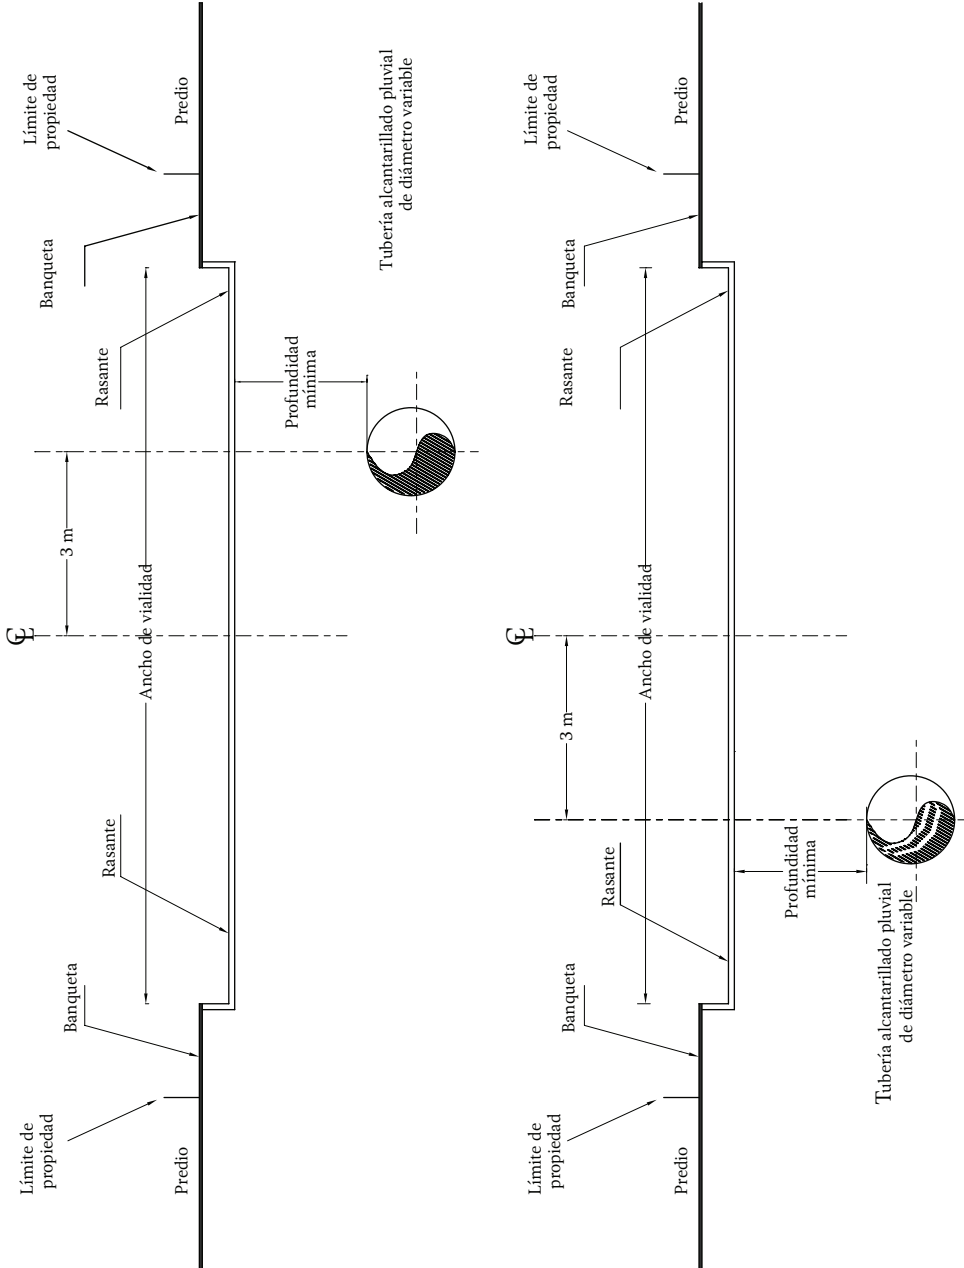 ℄
Límite de
propiedad
Límite de
propiedad
Banqueta
3 m
Banqueta
Rasante
Rasante
Ancho de vialidad
Predio
Predio
Profundidad
mínima
Tubería alcantarillado pluvial
de diámetro variable
℄
Límite de
propiedad
Límite de
propiedad
Banqueta
3 m
Rasante
Banqueta
Rasante
Ancho de vialidad
Predio
Predio
Profundidad
mínima
Tubería alcantarillado pluvial
de diámetro variable